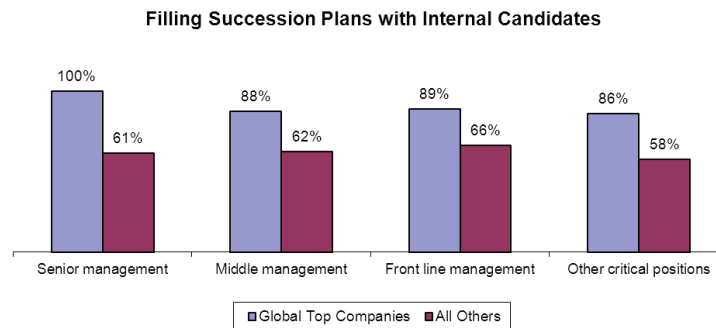 Filling Succession Plans with Internal Candidates
100%
61%
88%
62%
89%
66%
86%
58%
Senior management
Middle management
Front line management
Other critical positions
Global Top Companies
All Others